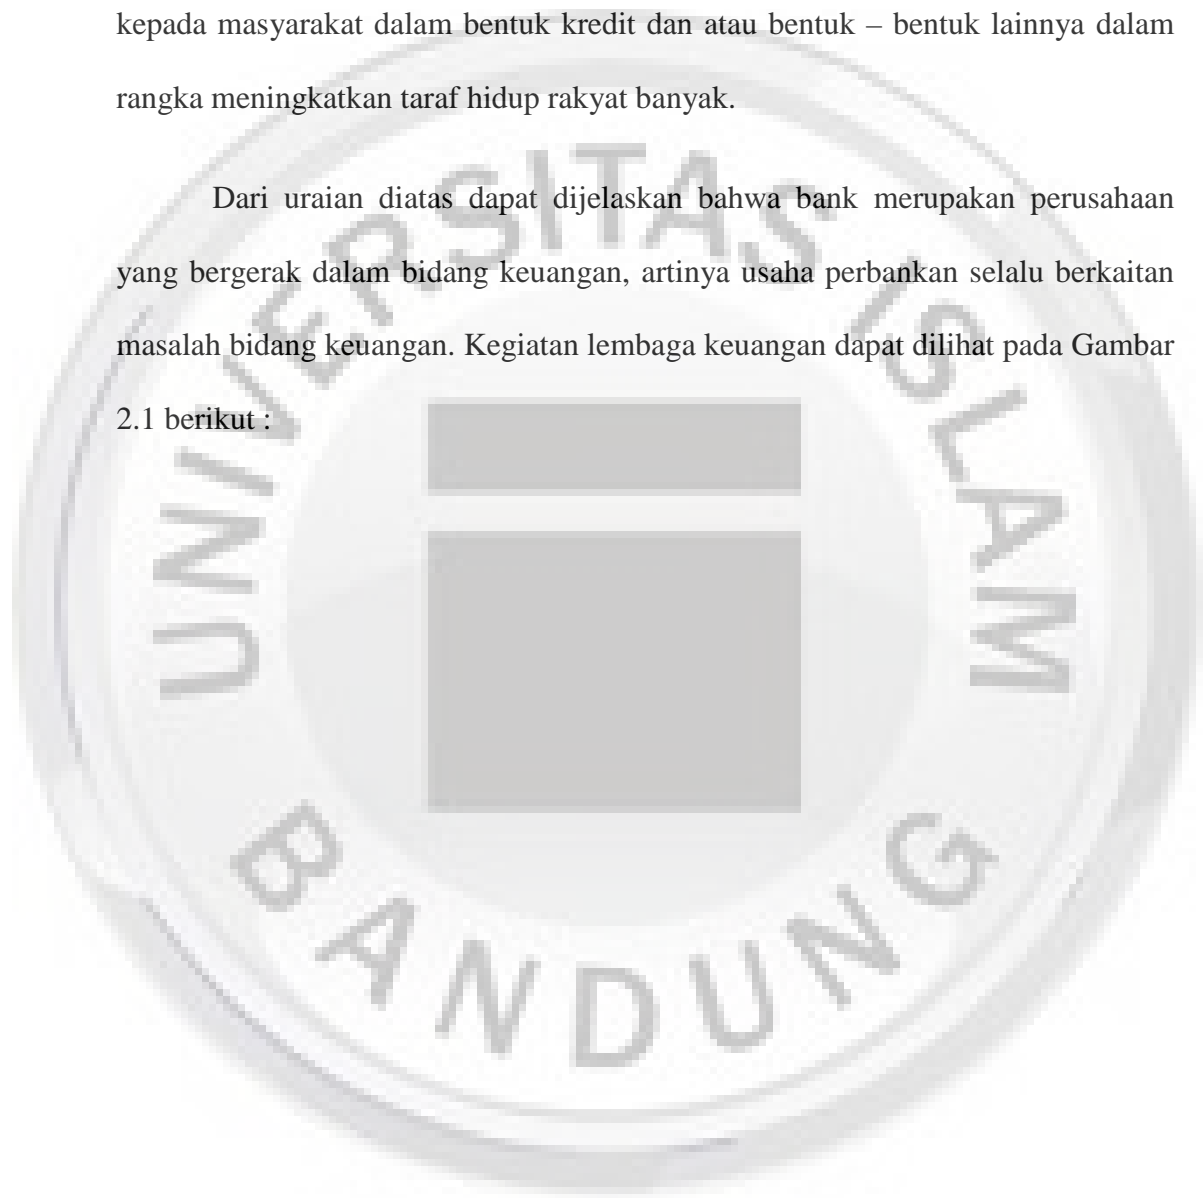 kepada masyarakat dalam bentuk kredit dan atau bentuk – bentuk lainnya dalam
rangka meningkatkan taraf hidup rakyat banyak.
Dari uraian diatas dapat dijelaskan bahwa bank merupakan perusahaan
yang bergerak dalam bidang keuangan, artinya usaha perbankan selalu berkaitan
masalah bidang keuangan. Kegiatan lembaga keuangan dapat dilihat pada Gambar
2.1 berikut :
UNIVERSITAS ISLAM
BANDUNG